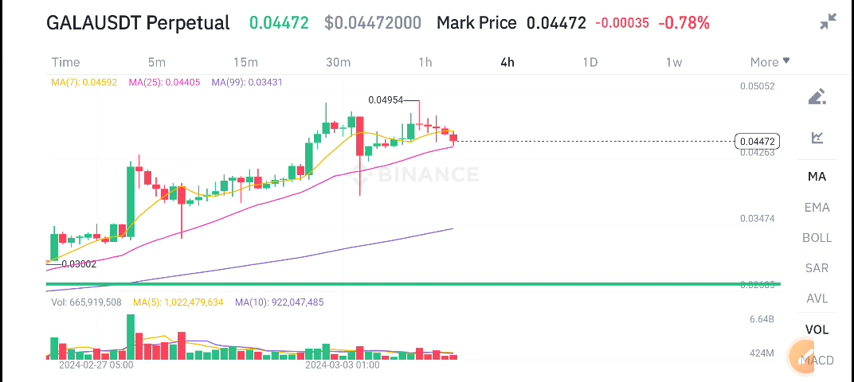 GALAUSDT Perpetual 0.04472 $0.04472000 Mark Price 0.04472 -0.00035 -0.78%
Time 5m 15m 30m 1h 4h 1D 1w More
MA(7): 0.04592 MA(25): 0.04405 MA(99): 0.03431
0.05052
0.04954
0.04472
0.04263
MA
BINANCE
EMA
0.03474
BOLL
0.03002
SAR
AVL
Vol: 665,919,508 MA(5): 1,022,479,634 MA(10): 922,047,485
6.64B
VOL
424M
MACD
2024-02-27 05:00 2024-03-03 01:00